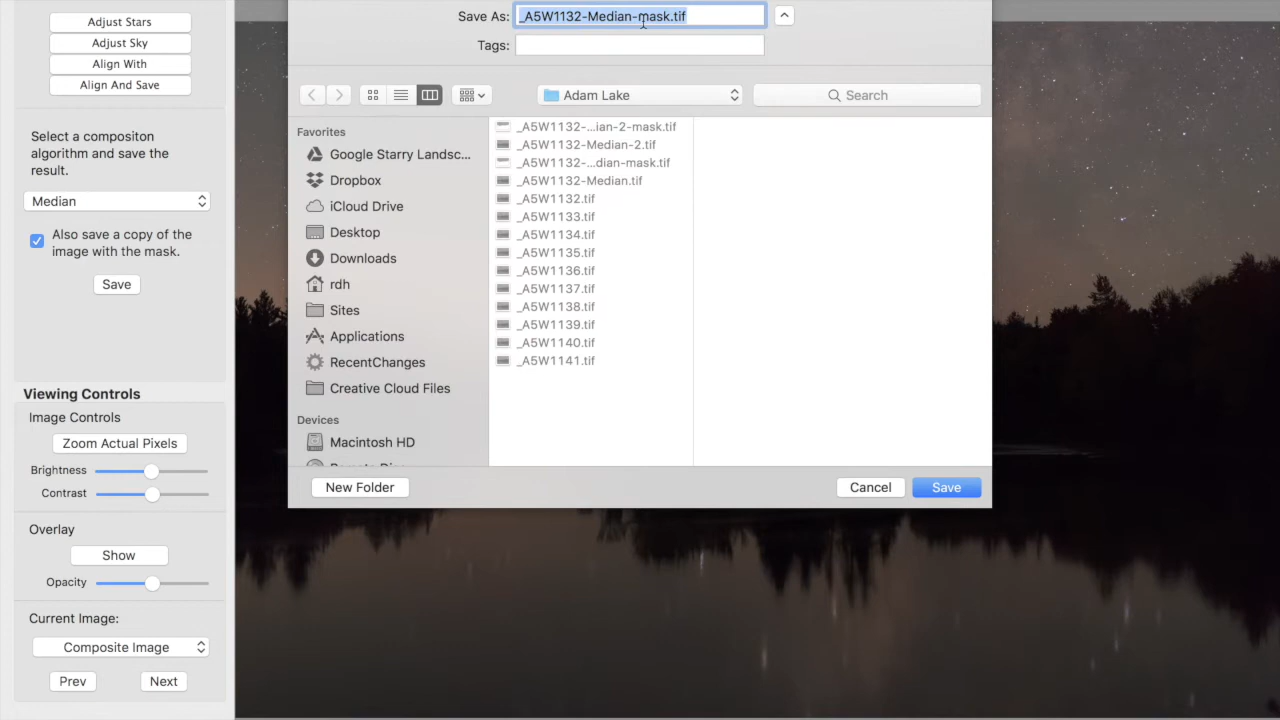 Adjust Stars
Adjust Sky
Align With
Align And Save
Select a compositon
algorithm and save the
result.
Median
Also save a copy of the
image with the mask.
Save
Viewing Controls
Image Controls
Zoom Actual Pixels
Brightness
Contrast
Overlay
Show
Opacity
Current Image:
Composite Image
Prev Next
Save As: _A5W1132-Median-mask.tif
Tags:
Adam Lake
Search
Favorites
Google Starry Landsc...
Dropbox
iCloud Drive
Desktop
Downloads
rdh
Sites
Applications
RecentChanges
Creative Cloud Files
Devices
Macintosh HD
_A5W1132-...ian-2-mask.tif
_A5W1132-Median-2.tif
_A5W1132-...dian-mask.tif
_A5W1132-Median.tif
_A5W1132.tif
_A5W1133.tif
_A5W1134.tif
_A5W1135.tif
_A5W1136.tif
_A5W1137.tif
_A5W1138.tif
_A5W1139.tif
_A5W1140.tif
_A5W1141.tif
New Folder
Cancel
Save